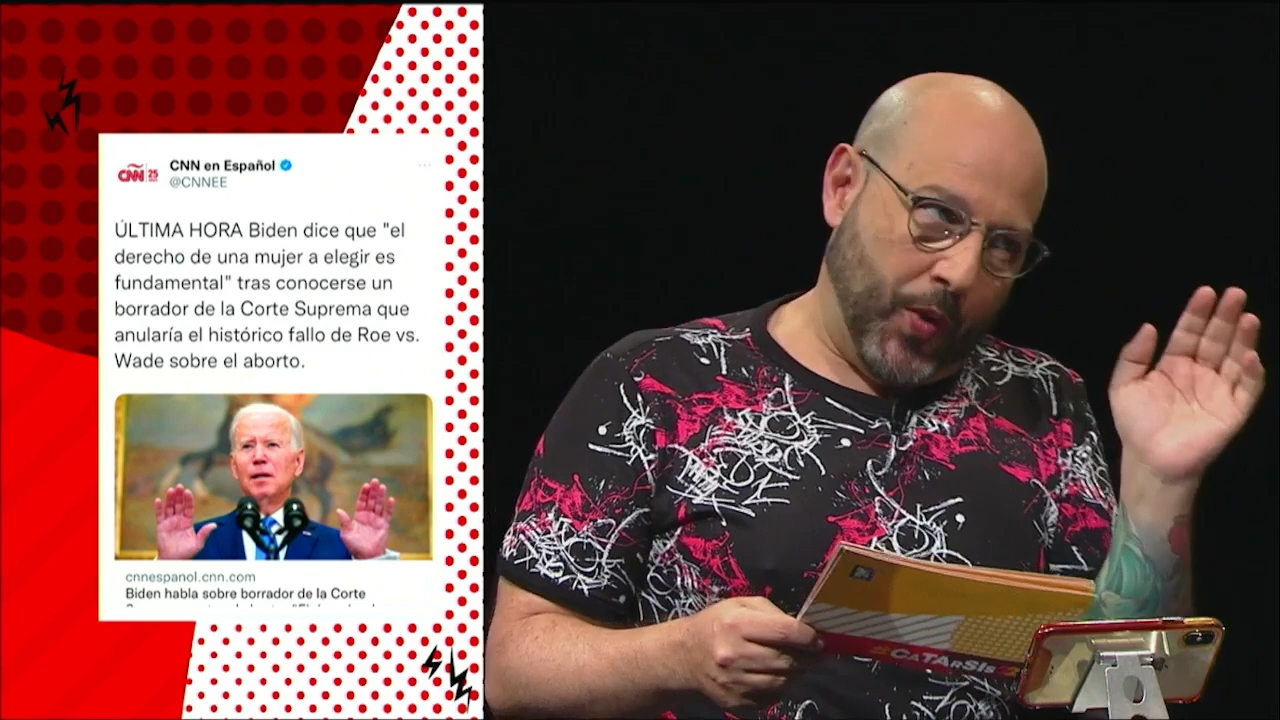 CNN 25
CNN en Español
@CNNEE
ÚLTIMA HORA Biden dice que "el
derecho de una mujer a elegir es
fundamental" tras conocerse un
borrador de la Corte Suprema que
anularía el histórico fallo de Roe vs.
Wade sobre el aborto.
cnnespanol.cnn.com
Biden habla sobre borrador de la Corte
#CaTArSIS